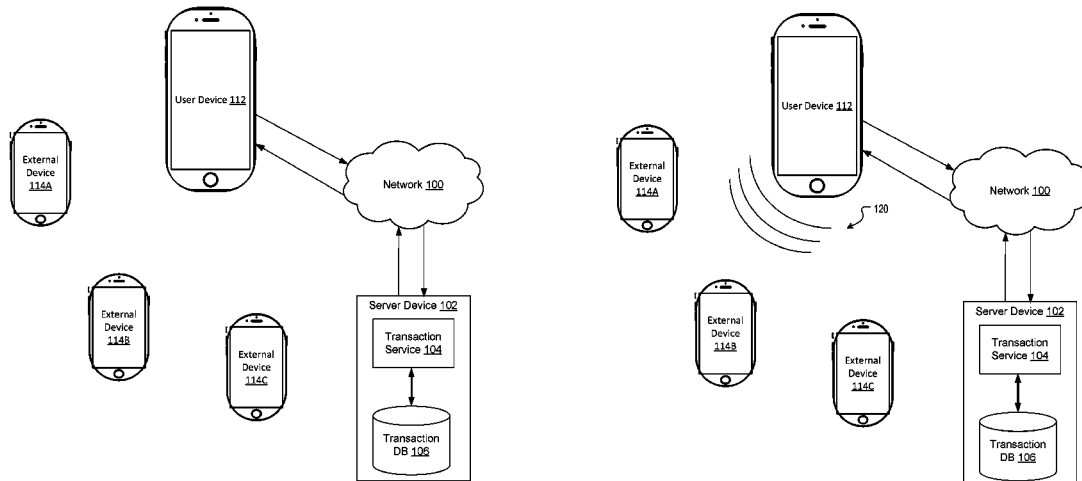 User Device 112
External
Device
114A
Network 100
External
Device
114B
External
Device
114C
Server Device 102
Transaction
Service 104
Transaction
DB 106
User Device 112
External
Device
114A
120
Network 100
External
Device
114B
External
Device
114C
Server Device 102
Transaction
Service 104
Transaction
DB 106